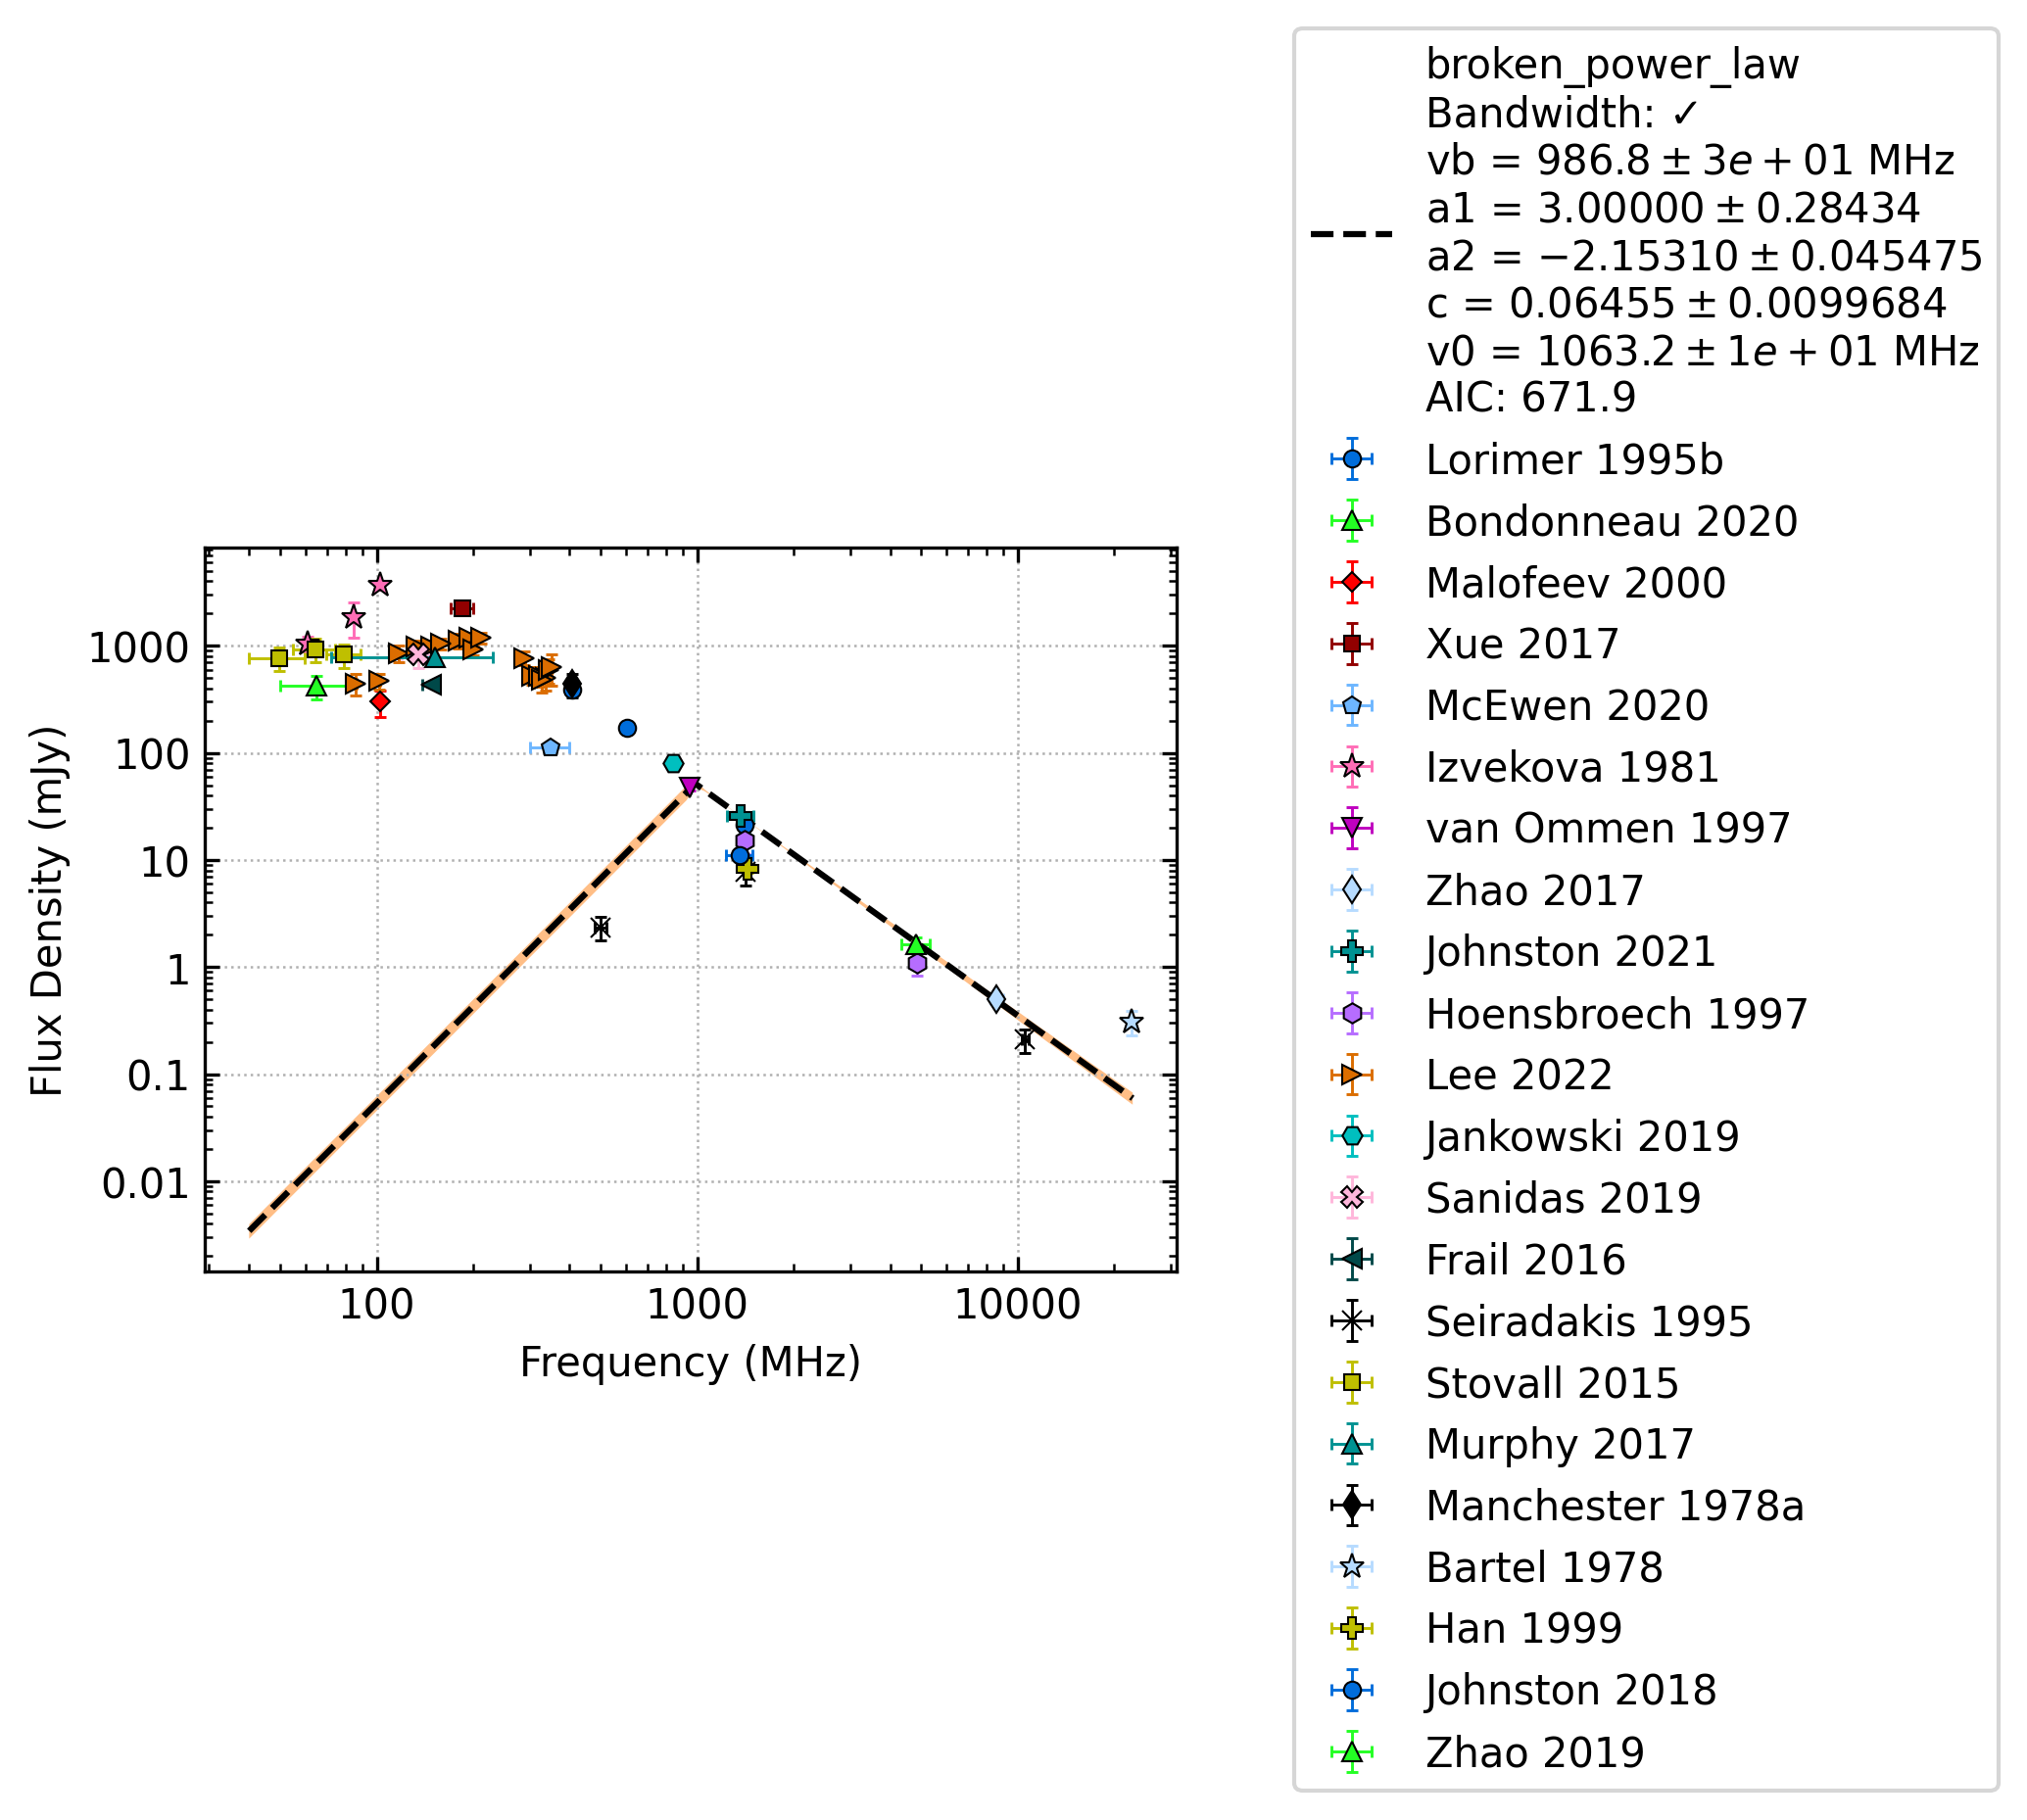 broken_power_law
Bandwidth: ✓
vb = 986.8 ± 3e + 01 MHz
a1 = 3.00000 ± 0.28434
a2 = −2.15310 ± 0.045475
c = 0.06455 ± 0.0099684
v0 = 1063.2 ± 1e + 01 MHz
AIC: 671.9
Lorimer 1995b
Bondonneau 2020
Malofeev 2000
Xue 2017
McEwen 2020
Izvekova 1981
van Ommen 1997
Zhao 2017
Johnston 2021
Hoensbroech 1997
Lee 2022
Jankowski 2019
Sanidas 2019
Frail 2016
Seiradakis 1995
Stovall 2015
Murphy 2017
Manchester 1978a
Bartel 1978
Han 1999
Johnston 2018
Zhao 2019
Flux Density (mJy)
1000
100
10
1
0.1
0.01
100
1000
10000
Frequency (MHz)